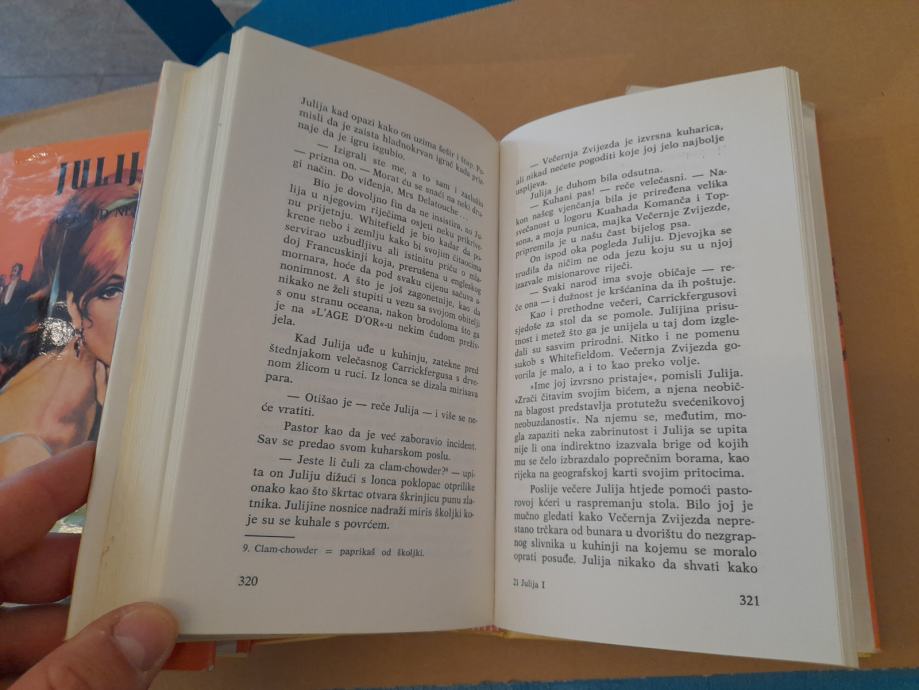 JULIJ
Julija kad opazi kako on uzima šešir i štap. Po-
misli da je zaista hladnokrvan igrač kada priz-
naje da je igru izgubio.
— Izigrali ste me, a to sam i zaslužio
— prizna on. — Morat ću se snaći na neki dru-
gi način. Do viđenja, Mrs Delatouche ...
Bio je dovoljno fin da ne insistira, no Ju-
lija u njegovim riječima osjeti neku prikrive-
nu prijetnju. Whitefield je bio kadar da po-
krene nebo i zemlju kako bi svojim čitaocima
servirao uzbudljivu ali istinitu priču o mla-
doj Francuskinji koja, prerušena u engleskog
mornara, hoće da pod svaku cijenu sačuva a-
nonimnost. A što je još zagonetnije, kao da
nikako ne želi stupiti u vezu sa svojom obitelji
s onu stranu oceana, nakon brodoloma što ga
je na »L'AGE D'OR«-u nekim čudom preživ-
jela.
Kad Julija uđe u kuhinju, zatekne pred
štednjakom velečasnog Carrickfergusa s drve-
nom žlicom u ruci. Iz lonca se dizala mirisava
para.
— Otišao je — reče Julija — i više se ne-
će vratiti.
Pastor kao da je već zaboravio incident.
Sav se predao svom kuharskom poslu.
— Jeste li čuli za clam-chowder?⁹ — upi-
ta on Juliju dižući s lonca poklopac otprilike
onako kao što škrtac otvara škrinjicu punu zla-
tnika. Julijine nosnice nadraži miris školjki ko-
je su se kuhale s povrćem.
9. Clam-chowder = paprikaš od školjki.
320
— Večernja Zvijezda je izvrsna kuharica,
ali nikad nećete pogoditi koje joj jelo najbolje
uspijeva.
Julija je duhom bila odsutna.
— Kuhani pas! — reče velečasni. — Na-
kon našeg vjenčanja bila je priređena velika
svečanost u logoru Kuahada Komanča i Top-
sona, a moja punica, majka Večernje Zvijezde,
pripremila je u našu čast bijelog psa.
On ispod oka pogleda Juliju. Djevojka se
trudila da ničim ne oda jezu koju su u njoj
izazvale misionarove riječi.
— Svaki narod ima svoje običaje — re-
če ona — i dužnost je kršćanina da ih poštuje.
Kao i prethodne večeri, Carrickfergusovi
sjedoše za stol da se pomole. Julijina prisu-
tnost i metež što ga je unijela u taj dom izgle-
dali su sasvim prirodni. Nitko i ne pomenu
sukob s Whitefieldom. Večernja Zvijezda go-
vorila je malo, a i to kao preko volje.
»Ime joj izvrsno pristaje«, pomisli Julija.
»Zrači čitavim svojim bićem, a njena neobič-
na blagost predstavlja protutežu svećenikovoj
neobuzdanosti«. Na njemu se, međutim, mo-
gla zapaziti neka zabrinutost i Julija se upita
nije li ona indirektno izazvala brige od kojih
mu se čelo izbrazdalo poprečnim borama, kao
rijeka na geografskoj karti svojim pritocima.
Poslije večere Julija htjede pomoći pasto-
rovoj kćeri u raspremanju stola. Bilo joj je
mučno gledati kako Večernja Zvijezda nepre-
stano trčkara od bunara u dvorištu do nezgrap-
nog slivnika u kuhinji na kojemu se moralo
oprati posuđe. Julija nikako da shvati kako
21 Julija I
321